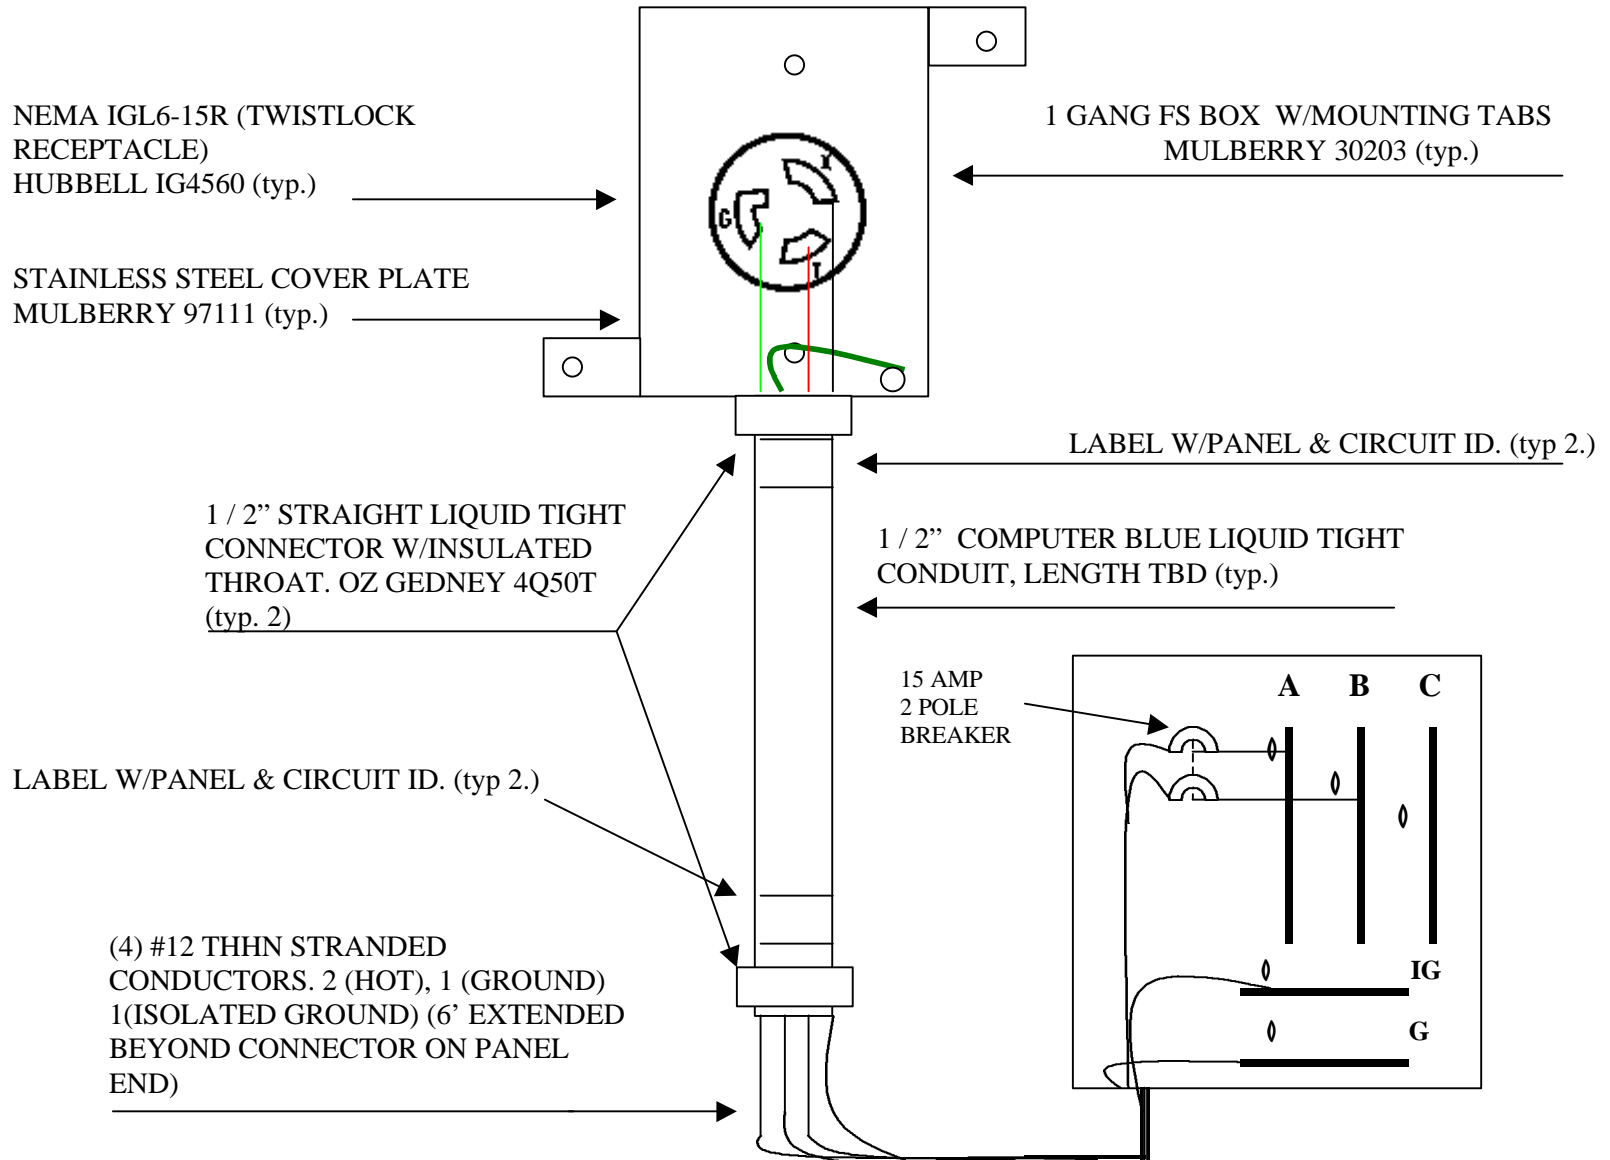 NEMA IGL6-15R (TWISTLOCK
RECEPTACLE)
HUBBELL IG4560 (typ.)
STAINLESS STEEL COVER PLATE
MULBERRY 97111 (typ.)
G
X
Y
1 GANG FS BOX W/MOUNTING TABS
MULBERRY 30203 (typ.)
LABEL W/PANEL & CIRCUIT ID. (typ 2.)
1 / 2” STRAIGHT LIQUID TIGHT
CONNECTOR W/INSULATED
THROAT. OZ GEDNEY 4Q50T
(typ. 2)
1 / 2” COMPUTER BLUE LIQUID TIGHT
CONDUIT, LENGTH TBD (typ.)
15 AMP
2 POLE
BREAKER
A B C
IG
G
LABEL W/PANEL & CIRCUIT ID. (typ 2.)
(4) #12 THHN STRANDED
CONDUCTORS. 2 (HOT), 1 (GROUND)
1(ISOLATED GROUND) (6’ EXTENDED
BEYOND CONNECTOR ON PANEL
END)